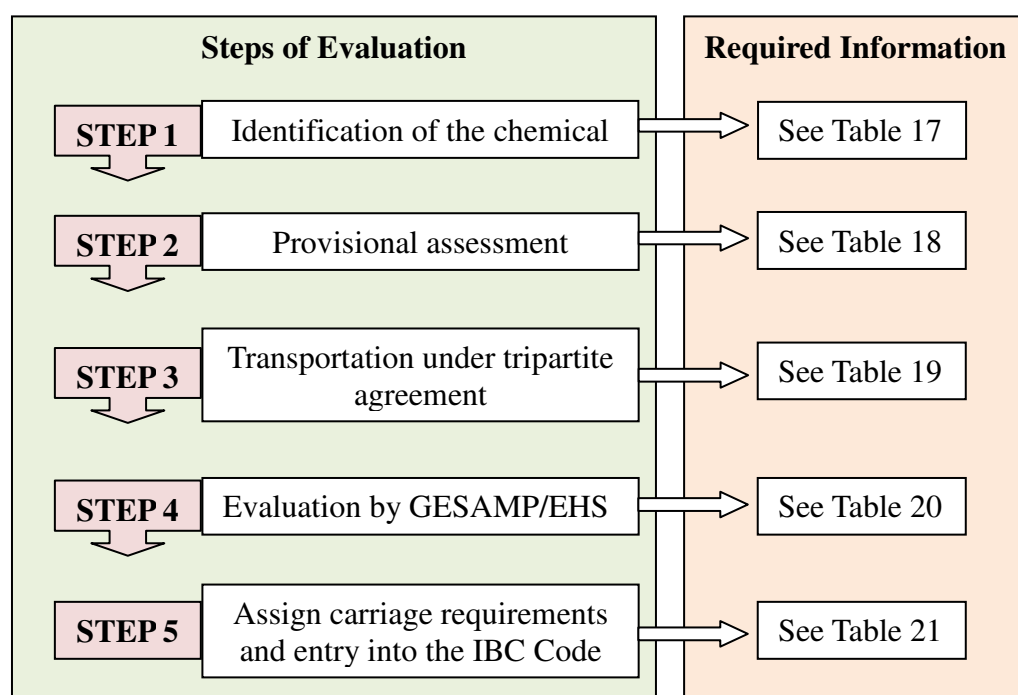 Steps of Evaluation
Required Information
STEP 1
Identification of the chemical
See Table 17
STEP 2
Provisional assessment
See Table 18
STEP 3
Transportation under tripartite
agreement
See Table 19
STEP 4
Evaluation by GESAMP/EHS
See Table 20
STEP 5
Assign carriage requirements
and entry into the IBC Code
See Table 21